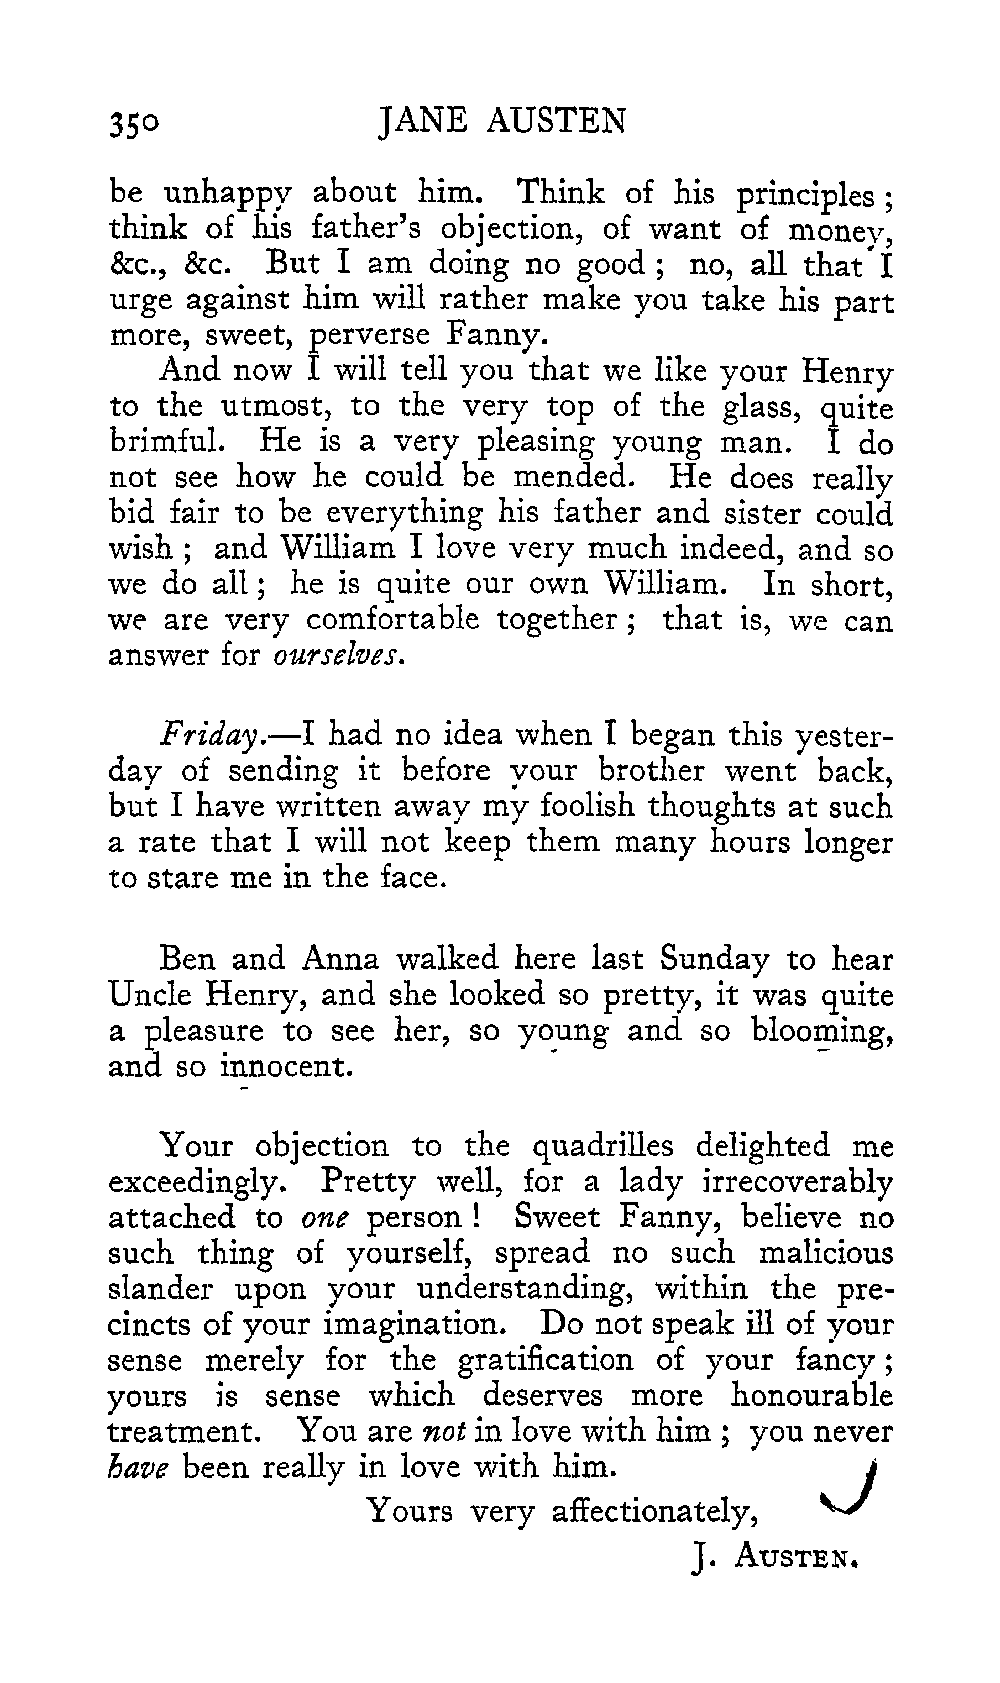 350 JANE AUSTEN
be unhappy about him. Think of his principles ;
think of his father's objection, of want of money,
&c., &c. But I am doing no good ; no, all that I
urge against him will rather make you take his part
more, sweet, perverse Fanny.
And now I will tell you that we like your Henry
to the utmost, to the very top of the glass, quite
brimful. He is a very pleasing young man. I do
not see how he could be mended. He does really
bid fair to be everything his father and sister could
wish ; and William I love very much indeed, and so
we do all ; he is quite our own William. In short,
we are very comfortable together ; that is, we can
answer for ourselves.
Friday.—I had no idea when I began this yester-
day of sending it before your brother went back,
but I have written away my foolish thoughts at such
a rate that I will not keep them many hours longer
to stare me in the face.
Ben and Anna walked here last Sunday to hear
Uncle Henry, and she looked so pretty, it was quite
a pleasure to see her, so young and so blooming,
and so innocent.
Your objection to the quadrilles delighted me
exceedingly. Pretty well, for a lady irrecoverably
attached to one person ! Sweet Fanny, believe no
such thing of yourself, spread no such malicious
slander upon your understanding, within the pre-
cincts of your imagination. Do not speak ill of your
sense merely for the gratification of your fancy ;
yours is sense which deserves more honourable
treatment. You are not in love with him ; you never
have been really in love with him.
Yours very affectionately,
J. AUSTEN.